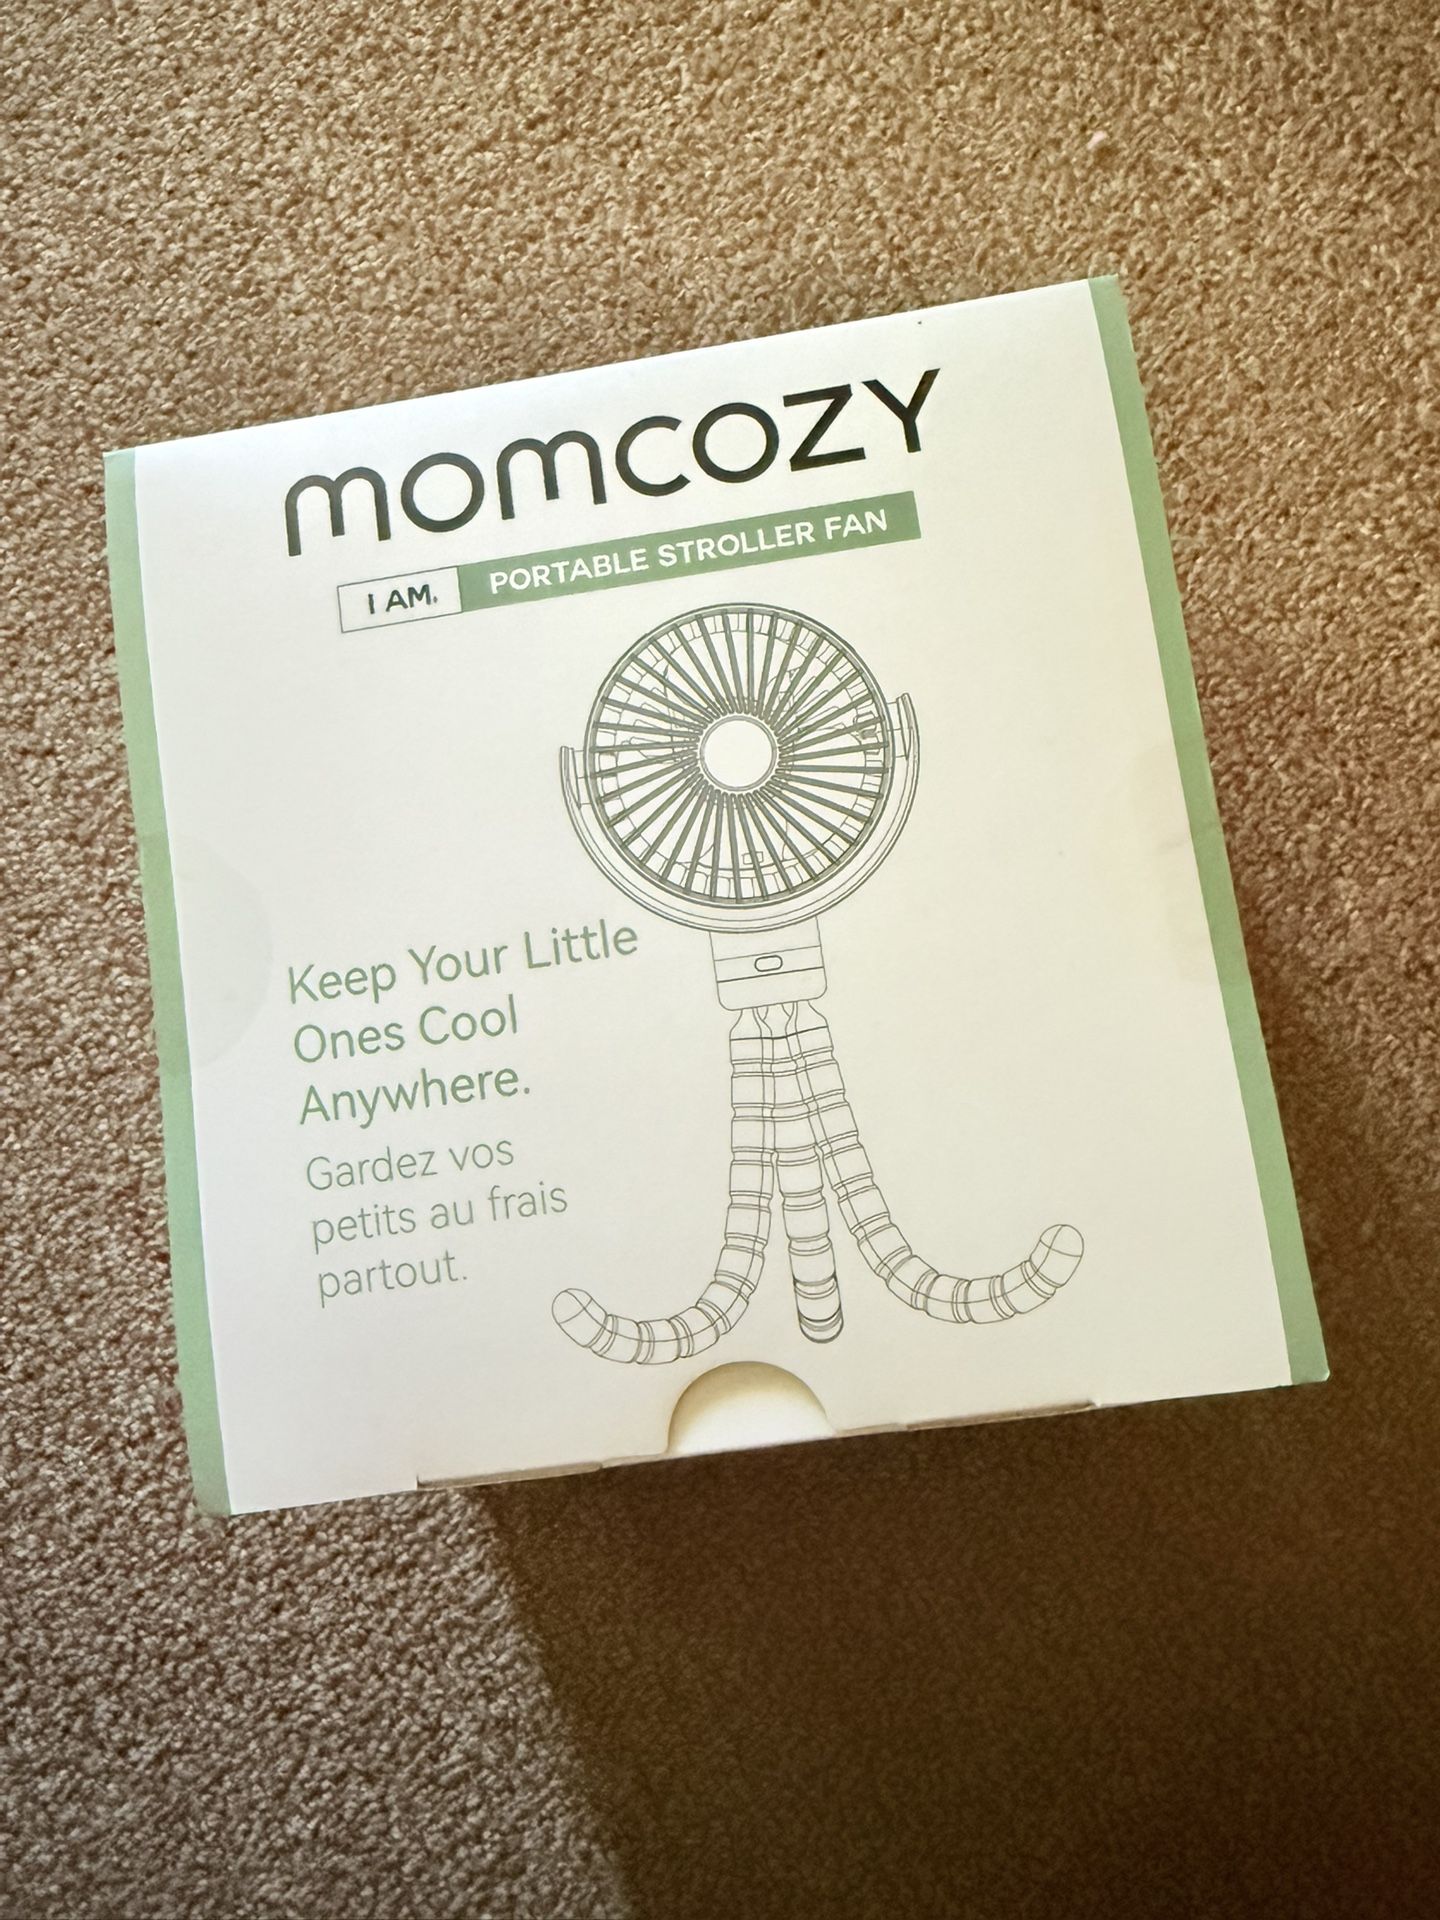 momcozy
I AM. PORTABLE STROLLER FAN
Keep Your Little
Ones Cool
Anywhere.
Gardez vos
petits au frais
partout.